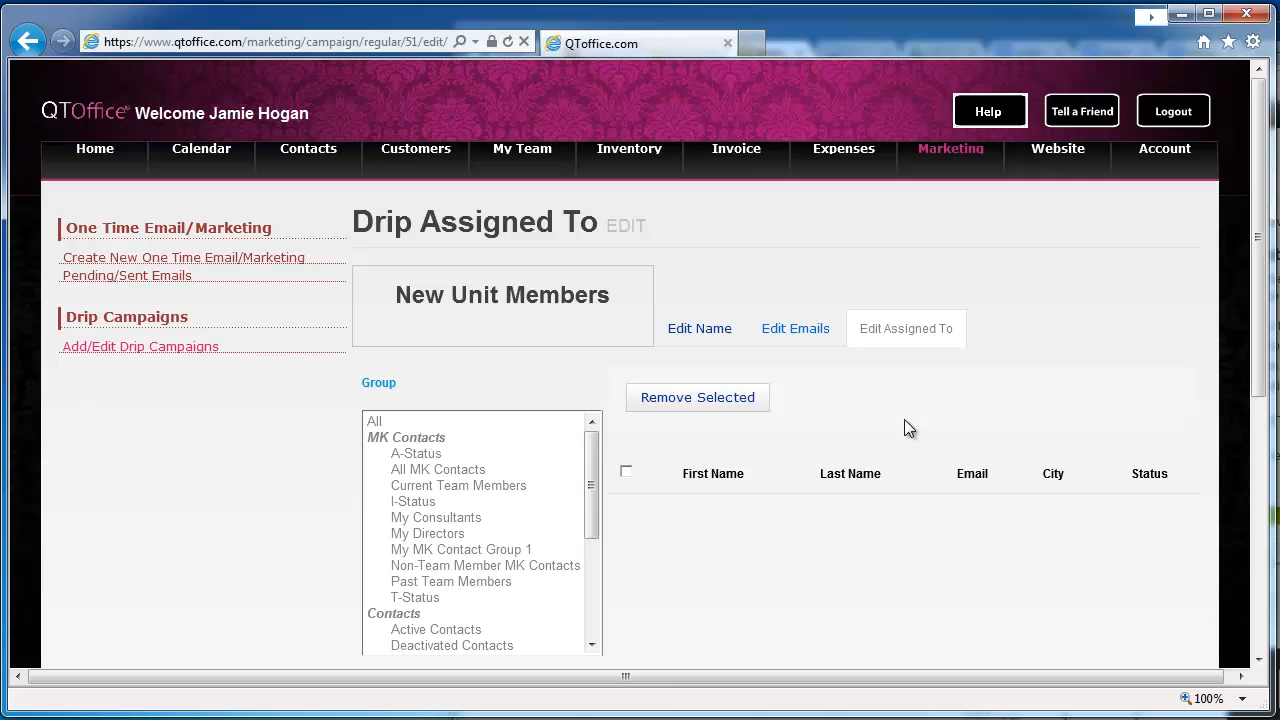 https://www.qtoffice.com/marketing/campaign/regular/51/edit/
QToffice.com
QTOffice® Welcome Jamie Hogan
Help
Tell a Friend
Logout
Home Calendar Contacts Customers My Team Inventory Invoice Expenses Marketing Website Account
One Time Email/Marketing
Create New One Time Email/Marketing
Pending/Sent Emails
Drip Campaigns
Add/Edit Drip Campaigns
Drip Assigned To EDIT
New Unit Members
Edit Name Edit Emails Edit Assigned To
Group
All
MK Contacts
A-Status
All MK Contacts
Current Team Members
I-Status
My Consultants
My Directors
My MK Contact Group 1
Non-Team Member MK Contacts
Past Team Members
T-Status
Contacts
Active Contacts
Deactivated Contacts
Remove Selected
First Name Last Name Email City Status
100%